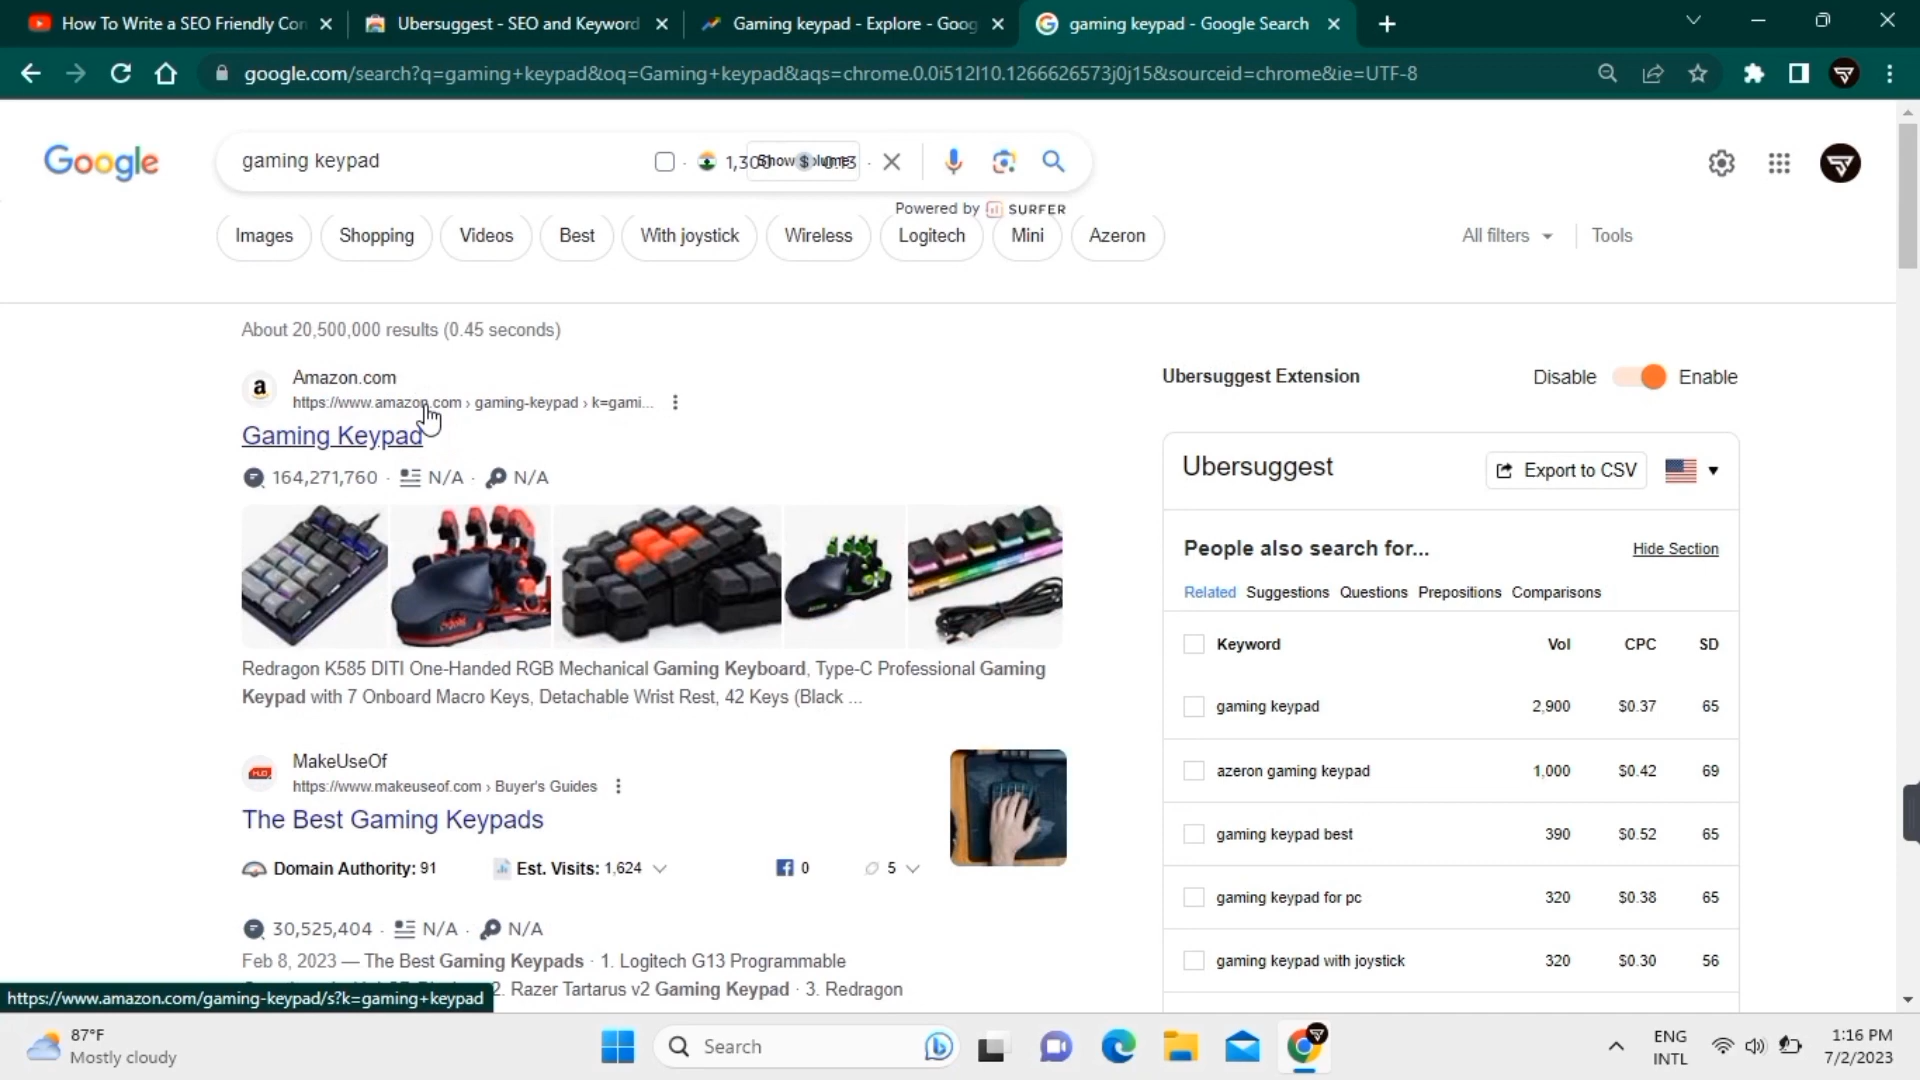 How To Write a SEO Friendly Con
Ubersuggest - SEO and Keyword
Gaming keypad - Explore - Goog
gaming keypad - Google Search
google.com/search?q=gaming+keypad&oq=Gaming+keypad&aqs=chrome.0.0i512l10.1266626573j0j15&sourceid=chrome&ie=UTF-8
Google
gaming keypad
Powered by SURFER
Images Shopping Videos Best With joystick Wireless Logitech Mini Azeron All filters Tools
About 20,500,000 results (0.45 seconds)
Amazon.com
https://www.amazon.com › gaming-keypad › k=gami...
Gaming Keypad
164,271,760 · N/A · N/A
Redragon K585 DITI One-Handed RGB Mechanical Gaming Keyboard, Type-C Professional Gaming
Keypad with 7 Onboard Macro Keys, Detachable Wrist Rest, 42 Keys (Black ...
MakeUseOf
https://www.makeuseof.com › Buyer's Guides
The Best Gaming Keypads
Domain Authority: 91 Est. Visits: 1,624 0 5
30,525,404 · N/A · N/A
Feb 8, 2023 — The Best Gaming Keypads · 1. Logitech G13 Programmable
2. Razer Tartarus v2 Gaming Keypad · 3. Redragon
https://www.amazon.com/gaming-keypad/s?k=gaming+keypad
Ubersuggest Extension Disable Enable
Ubersuggest Export to CSV
People also search for... Hide Section
Related Suggestions Questions Prepositions Comparisons
Keyword Vol CPC SD
gaming keypad 2,900 $0.37 65
azeron gaming keypad 1,000 $0.42 69
gaming keypad best 390 $0.52 65
gaming keypad for pc 320 $0.38 65
gaming keypad with joystick 320 $0.30 56
87°F
Mostly cloudy
Search
ENG
INTL
1:16 PM
7/2/2023